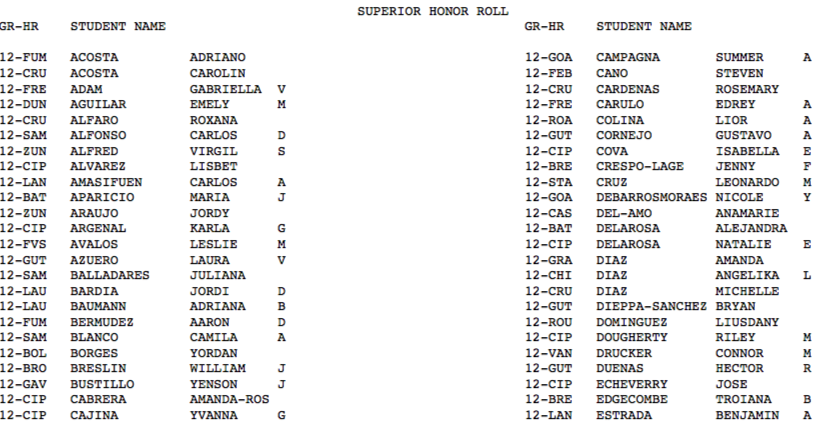 SUPERIOR HONOR ROLL
GR-HR STUDENT NAME
12-FUM ACOSTA ADRIANO
12-CRU ACOSTA CAROLIN
12-FRE ADAM GABRIELLA V
12-DUN AGUILAR EMELY M
12-CRU ALFARO ROXANA
12-SAM ALFONSO CARLOS D
12-ZUN ALFRED VIRGIL S
12-CIP ALVAREZ LISBET
12-LAN AMASIFUEN CARLOS A
12-BAT APARICIO MARIA J
12-ZUN ARAUJO JORDY
12-CIP ARGENAL KARLA G
12-FVS AVALOS LESLIE M
12-GUT AZUERO LAURA V
12-SAM BALLADARES JULIANA
12-LAU BARDIA JORDI D
12-LAU BAUMANN ADRIANA B
12-FUM BERMUDEZ AARON D
12-SAM BLANCO CAMILA A
12-BOL BORGES YORDAN
12-BRO BRESLIN WILLIAM J
12-GAV BUSTILLO YENSON J
12-CIP CABRERA AMANDA-ROS
12-CIP CAJINA YVANNA G
GR-HR STUDENT NAME
12-GOA CAMPAGNA SUMMER A
12-FEB CANO STEVEN
12-CRU CARDENAS ROSEMARY
12-FRE CARULO EDREY A
12-ROA COLINA LIOR A
12-GUT CORNEJO GUSTAVO A
12-CIP COVA ISABELLA E
12-BRE CRESPO-LAGE JENNY F
12-STA CRUZ LEONARDO M
12-GOA DEBARROSMORAES NICOLE Y
12-CAS DEL-AMO ANAMARIE
12-BAT DELAROSA ALEJANDRA
12-CIP DELAROSA NATALIE E
12-GRA DIAZ AMANDA
12-CHI DIAZ ANGELIKA L
12-CRU DIAZ MICHELLE
12-GUT DIEPPA-SANCHEZ BRYAN
12-ROU DOMINGUEZ LIUSDANY
12-CIP DOUGHERTY RILEY M
12-VAN DRUCKER CONNOR M
12-GUT DUENAS HECTOR R
12-CIP ECHEVERRY JOSE
12-BRE EDGECOMBE TROIANA B
12-LAN ESTRADA BENJAMIN A